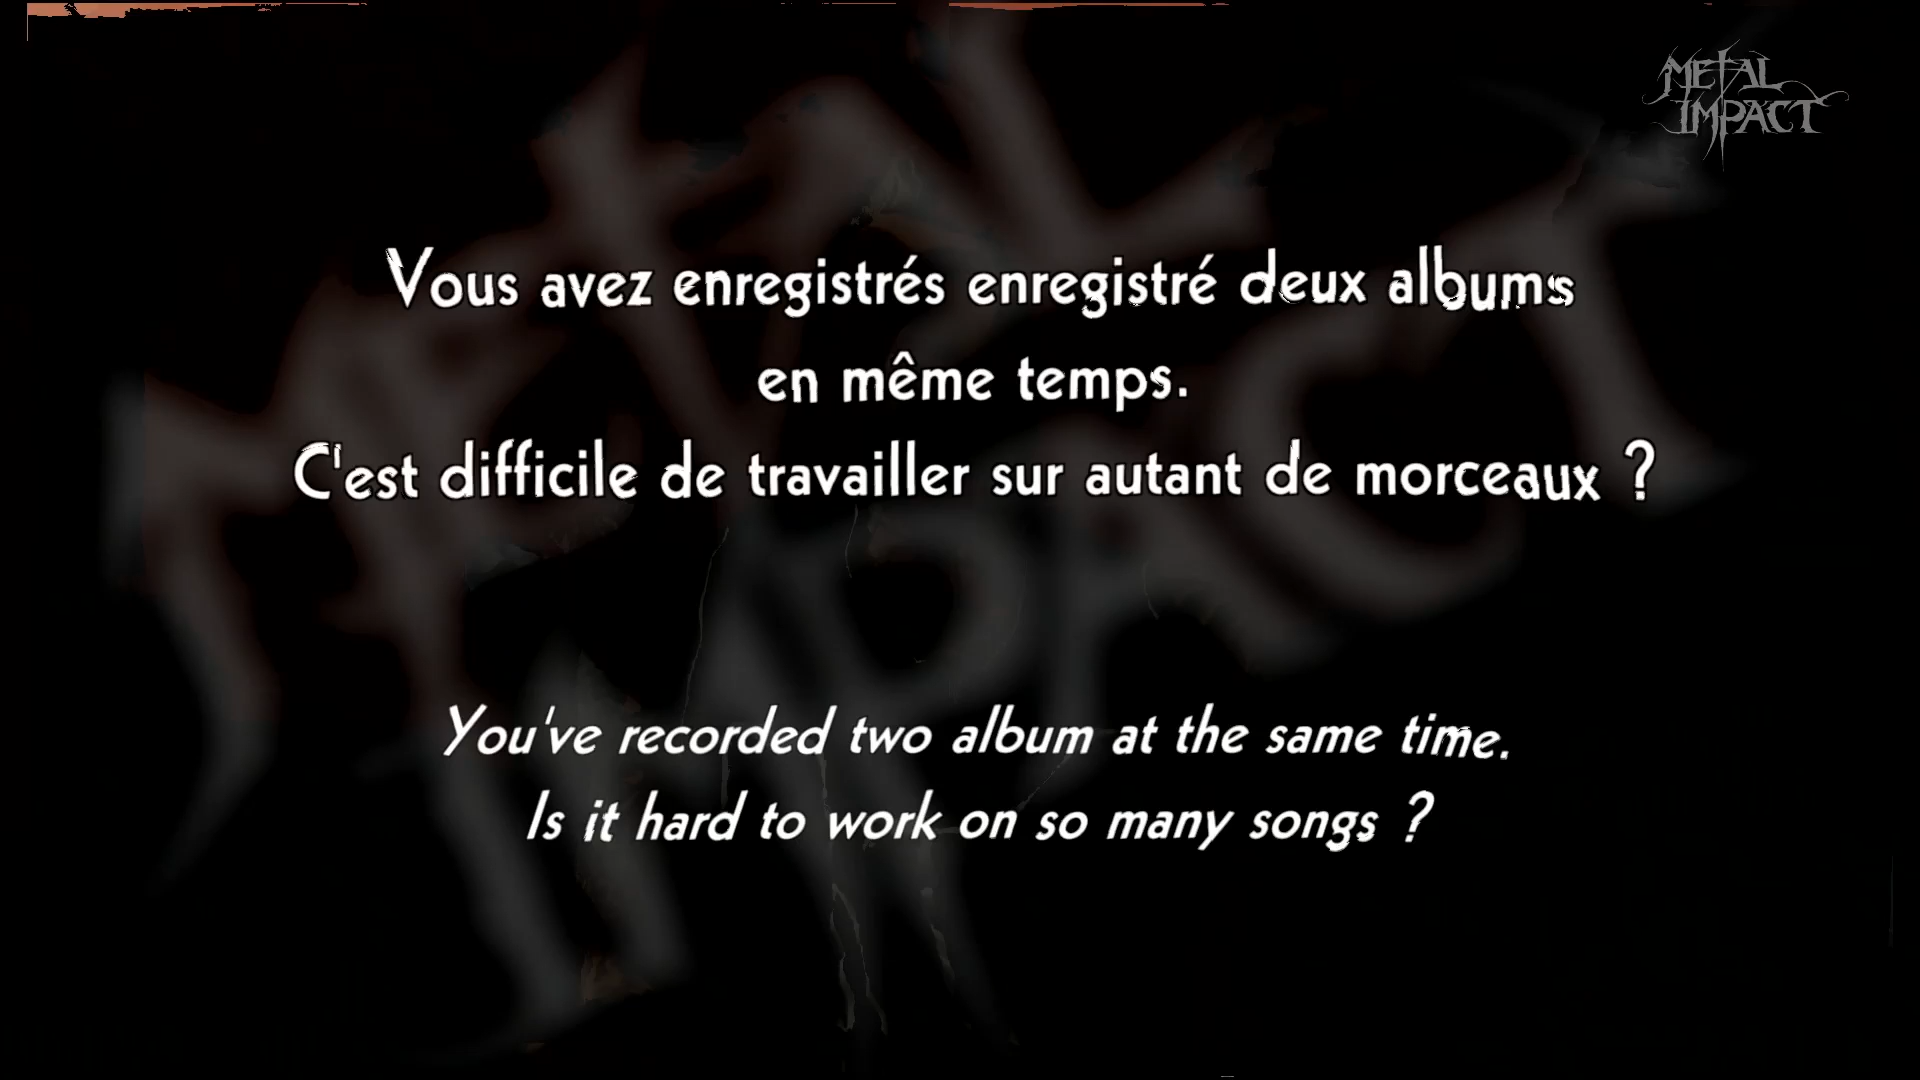 METAL
IMPACT
Vous avez enregistrés enregistré deux albums
en même temps.
C'est difficile de travailler sur autant de morceaux ?
You've recorded two album at the same time.
Is it hard to work on so many songs ?